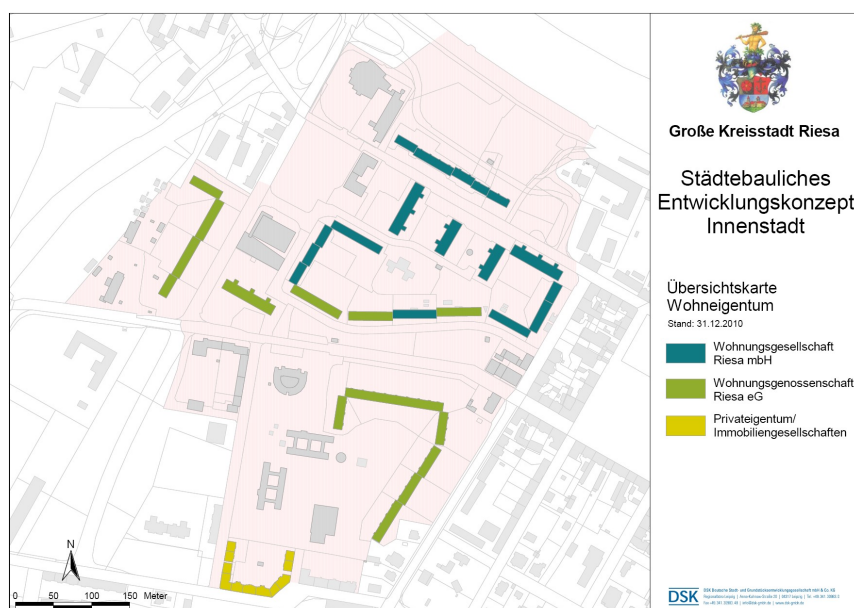 Große Kreisstadt Riesa
Städtebauliches
Entwicklungskonzept
Innenstadt
Übersichtskarte
Wohneigentum
Stand: 31.12.2010
Wohnungsgesellschaft
Riesa mbH
Wohnungsgenossenschaft
Riesa eG
Privateigentum/
Immobiliengesellschaften
N
0 50 100 150 Meter
DSK